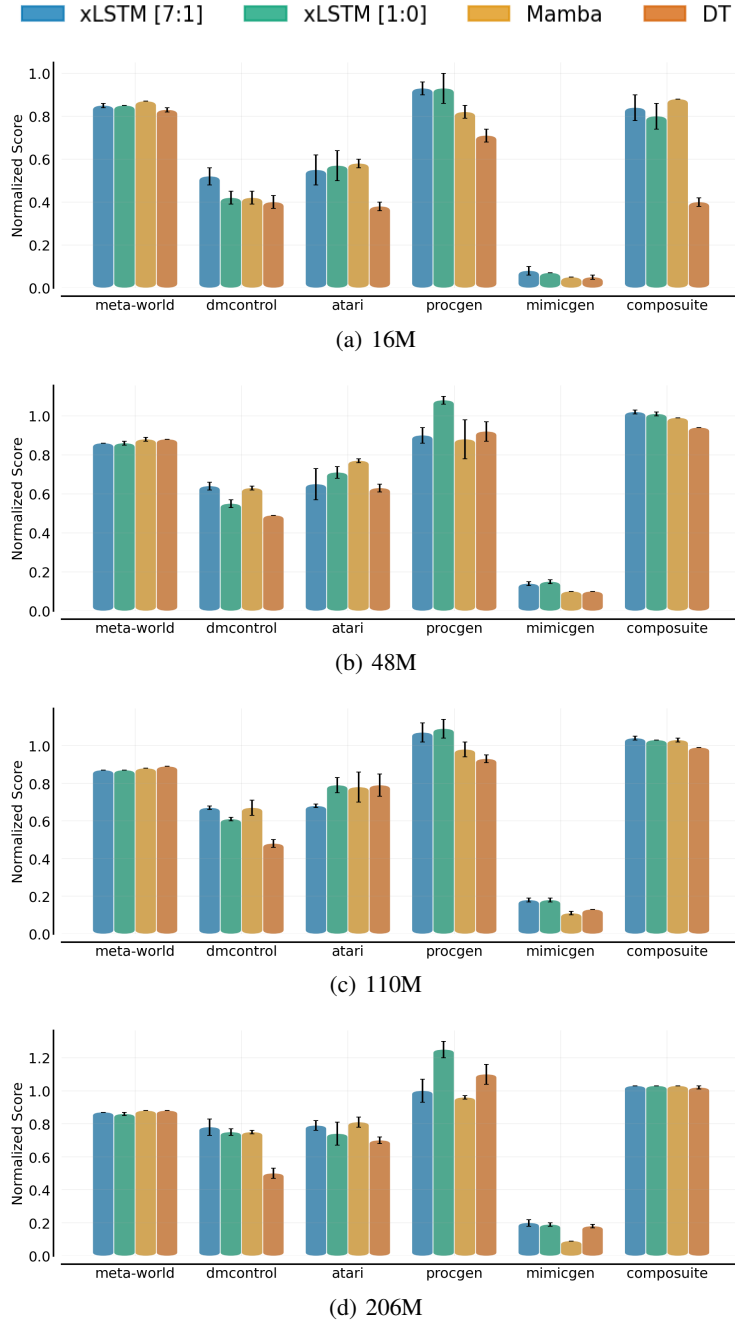 xLSTM [7:1] xLSTM [1:0] Mamba DT
Normalized Score
1.0
0.8
0.6
0.4
0.2
0.0
meta-world dmcontrol atari procgen mimicgen composuite
(a) 16M
Normalized Score
1.0
0.8
0.6
0.4
0.2
0.0
meta-world dmcontrol atari procgen mimicgen composuite
(b) 48M
Normalized Score
1.0
0.8
0.6
0.4
0.2
0.0
meta-world dmcontrol atari procgen mimicgen composuite
(c) 110M
Normalized Score
1.2
1.0
0.8
0.6
0.4
0.2
0.0
meta-world dmcontrol atari procgen mimicgen composuite
(d) 206M